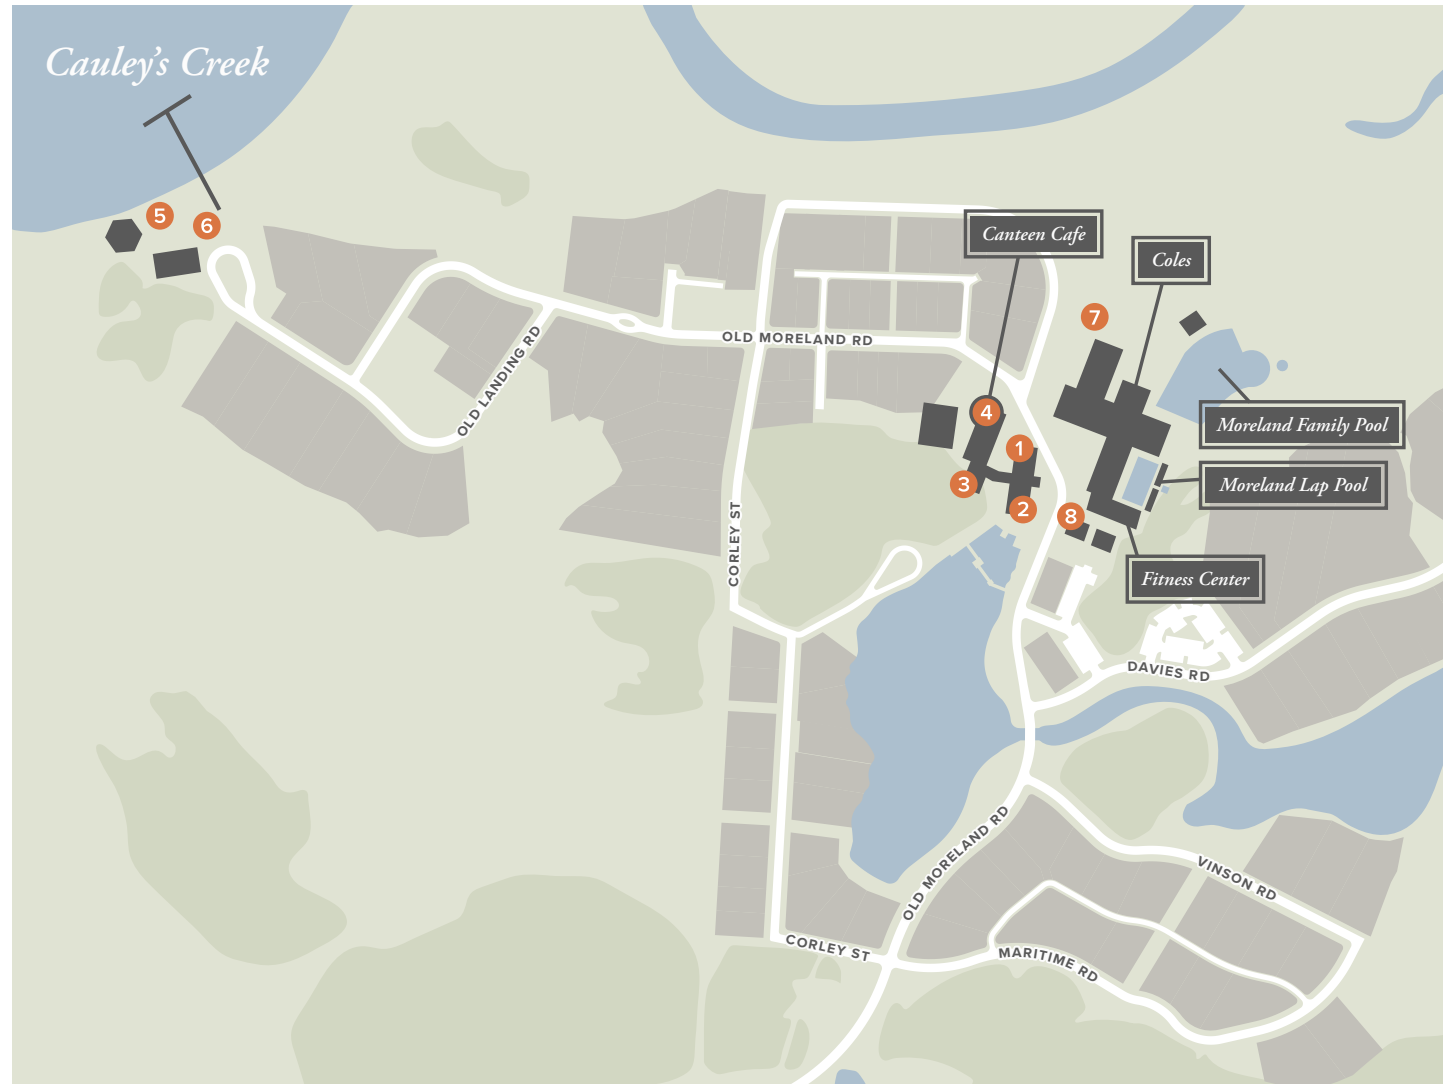 Cauley's Creek
5
6
Canteen Cafe
Coles
7
OLD MORELAND RD
OLD LANDING RD
4
Moreland Family Pool
1
3
Moreland Lap Pool
2
8
CORLEY ST
Fitness Center
DAVIES RD
OLD MORELAND RD
VINSON RD
CORLEY ST
MARITIME RD